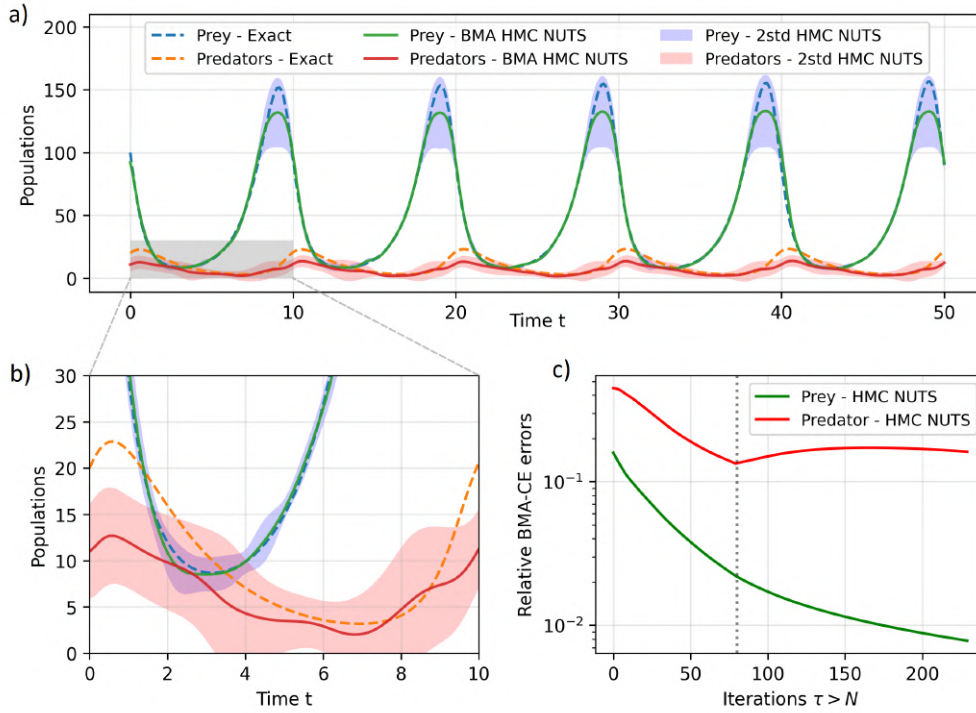 a)
200
150
100
50
0
Populations
Prey - Exact
Predators - Exact
Prey - BMA HMC NUTS
Predators - BMA HMC NUTS
Prey - 2std HMC NUTS
Predators - 2std HMC NUTS
0 10 20 30 40 50
Time t
b)
30
25
20
15
10
5
0
Populations
0 2 4 6 8 10
Time t
c)
Relative BMA-CE errors
10⁻¹
10⁻²
Prey - HMC NUTS
Predator - HMC NUTS
0 50 100 150 200
Iterations τ > N